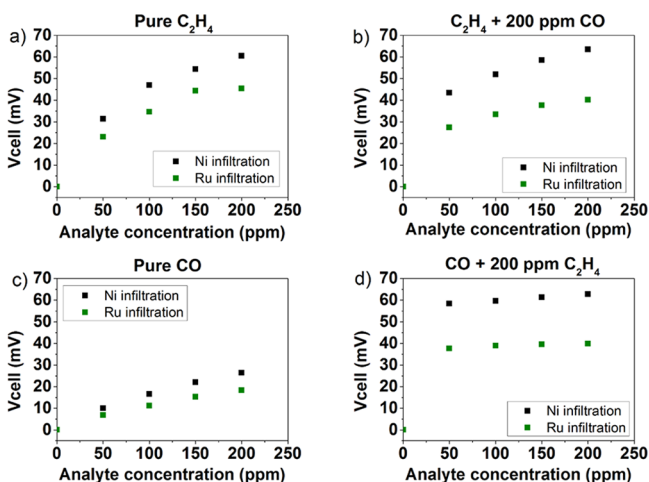 a)
Pure C₂H₄
Vcell (mV)
70
60
50
40
30
20
10
0
Ni infiltration
Ru infiltration
0 50 100 150 200 250
Analyte concentration (ppm)
b)
C₂H₄ + 200 ppm CO
Vcell (mV)
70
60
50
40
30
20
10
0
Ni infiltration
Ru infiltration
0 50 100 150 200 250
Analyte concentration (ppm)
c)
Pure CO
Vcell (mV)
70
60
50
40
30
20
10
0
Ni infiltration
Ru infiltration
0 50 100 150 200 250
Analyte concentration (ppm)
d)
CO + 200 ppm C₂H₄
Vcell (mV)
70
60
50
40
30
20
10
0
Ni infiltration
Ru infiltration
0 50 100 150 200 250
Analyte concentration (ppm)